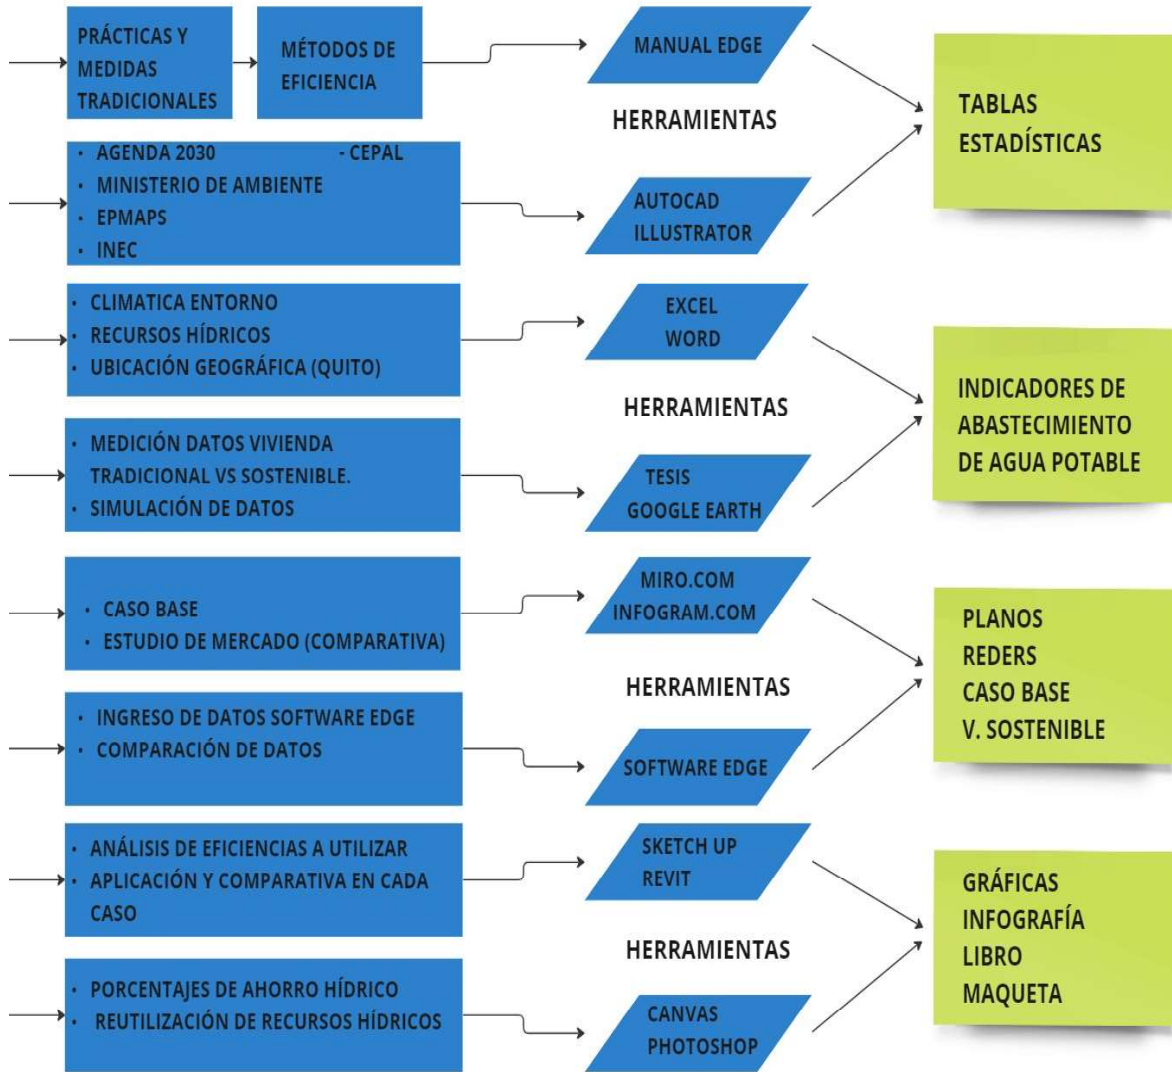 PRÁCTICAS Y
MEDIDAS
TRADICIONALES
MÉTODOS DE
EFICIENCIA
MANUAL EDGE
HERRAMIENTAS
TABLAS
ESTADÍSTICAS
• AGENDA 2030 - CEPAL
• MINISTERIO DE AMBIENTE
• EPMAPS
• INEC
AUTOCAD
ILLUSTRATOR
• CLIMATICA ENTORNO
• RECURSOS HÍDRICOS
• UBICACIÓN GEOGRÁFICA (QUITO)
EXCEL
WORD
HERRAMIENTAS
INDICADORES DE
ABASTECIMIENTO
DE AGUA POTABLE
• MEDICIÓN DATOS VIVIENDA
TRADICIONAL VS SOSTENIBLE.
• SIMULACIÓN DE DATOS
TESIS
GOOGLE EARTH
• CASO BASE
• ESTUDIO DE MERCADO (COMPARATIVA)
MIRO.COM
INFOGRAM.COM
HERRAMIENTAS
PLANOS
REDERS
CASO BASE
V. SOSTENIBLE
• INGRESO DE DATOS SOFTWARE EDGE
• COMPARACIÓN DE DATOS
SOFTWARE EDGE
• ANÁLISIS DE EFICIENCIAS A UTILIZAR
• APLICACIÓN Y COMPARATIVA EN CADA
CASO
SKETCH UP
REVIT
HERRAMIENTAS
GRÁFICAS
INFOGRAFÍA
LIBRO
MAQUETA
• PORCENTAJES DE AHORRO HÍDRICO
• REUTILIZACIÓN DE RECURSOS HÍDRICOS
CANVAS
PHOTOSHOP